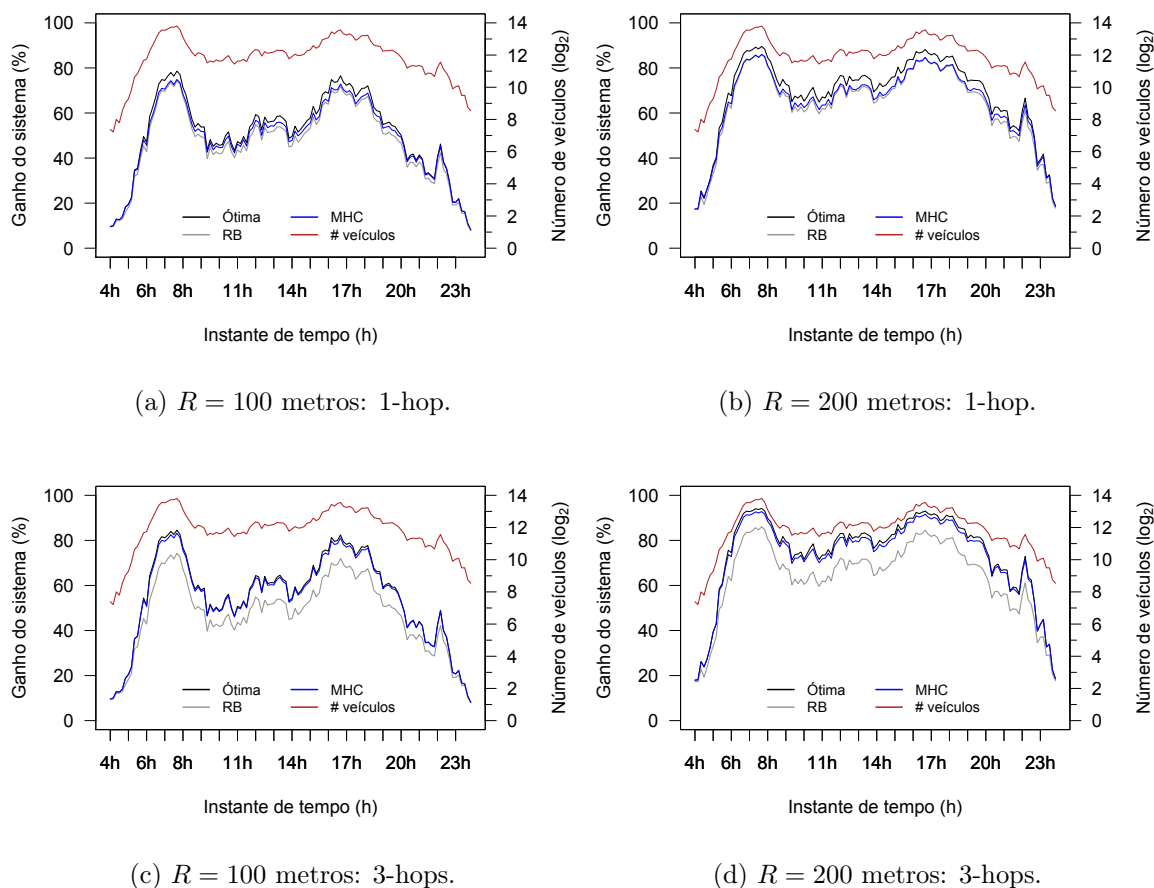 Ganho do sistema (%)
100
80
60
40
20
0
14
12
10
8
6
4
2
0
Número de veículos (log₂)
Ótima
MHC
RB
# veículos
4h 6h 8h 11h 14h 17h 20h 23h
Instante de tempo (h)
(a) R = 100 metros: 1-hop.
Ganho do sistema (%)
100
80
60
40
20
0
14
12
10
8
6
4
2
0
Número de veículos (log₂)
Ótima
MHC
RB
# veículos
4h 6h 8h 11h 14h 17h 20h 23h
Instante de tempo (h)
(b) R = 200 metros: 1-hop.
Ganho do sistema (%)
100
80
60
40
20
0
14
12
10
8
6
4
2
0
Número de veículos (log₂)
Ótima
MHC
RB
# veículos
4h 6h 8h 11h 14h 17h 20h 23h
Instante de tempo (h)
(c) R = 100 metros: 3-hops.
Ganho do sistema (%)
100
80
60
40
20
0
14
12
10
8
6
4
2
0
Número de veículos (log₂)
Ótima
MHC
RB
# veículos
4h 6h 8h 11h 14h 17h 20h 23h
Instante de tempo (h)
(d) R = 200 metros: 3-hops.